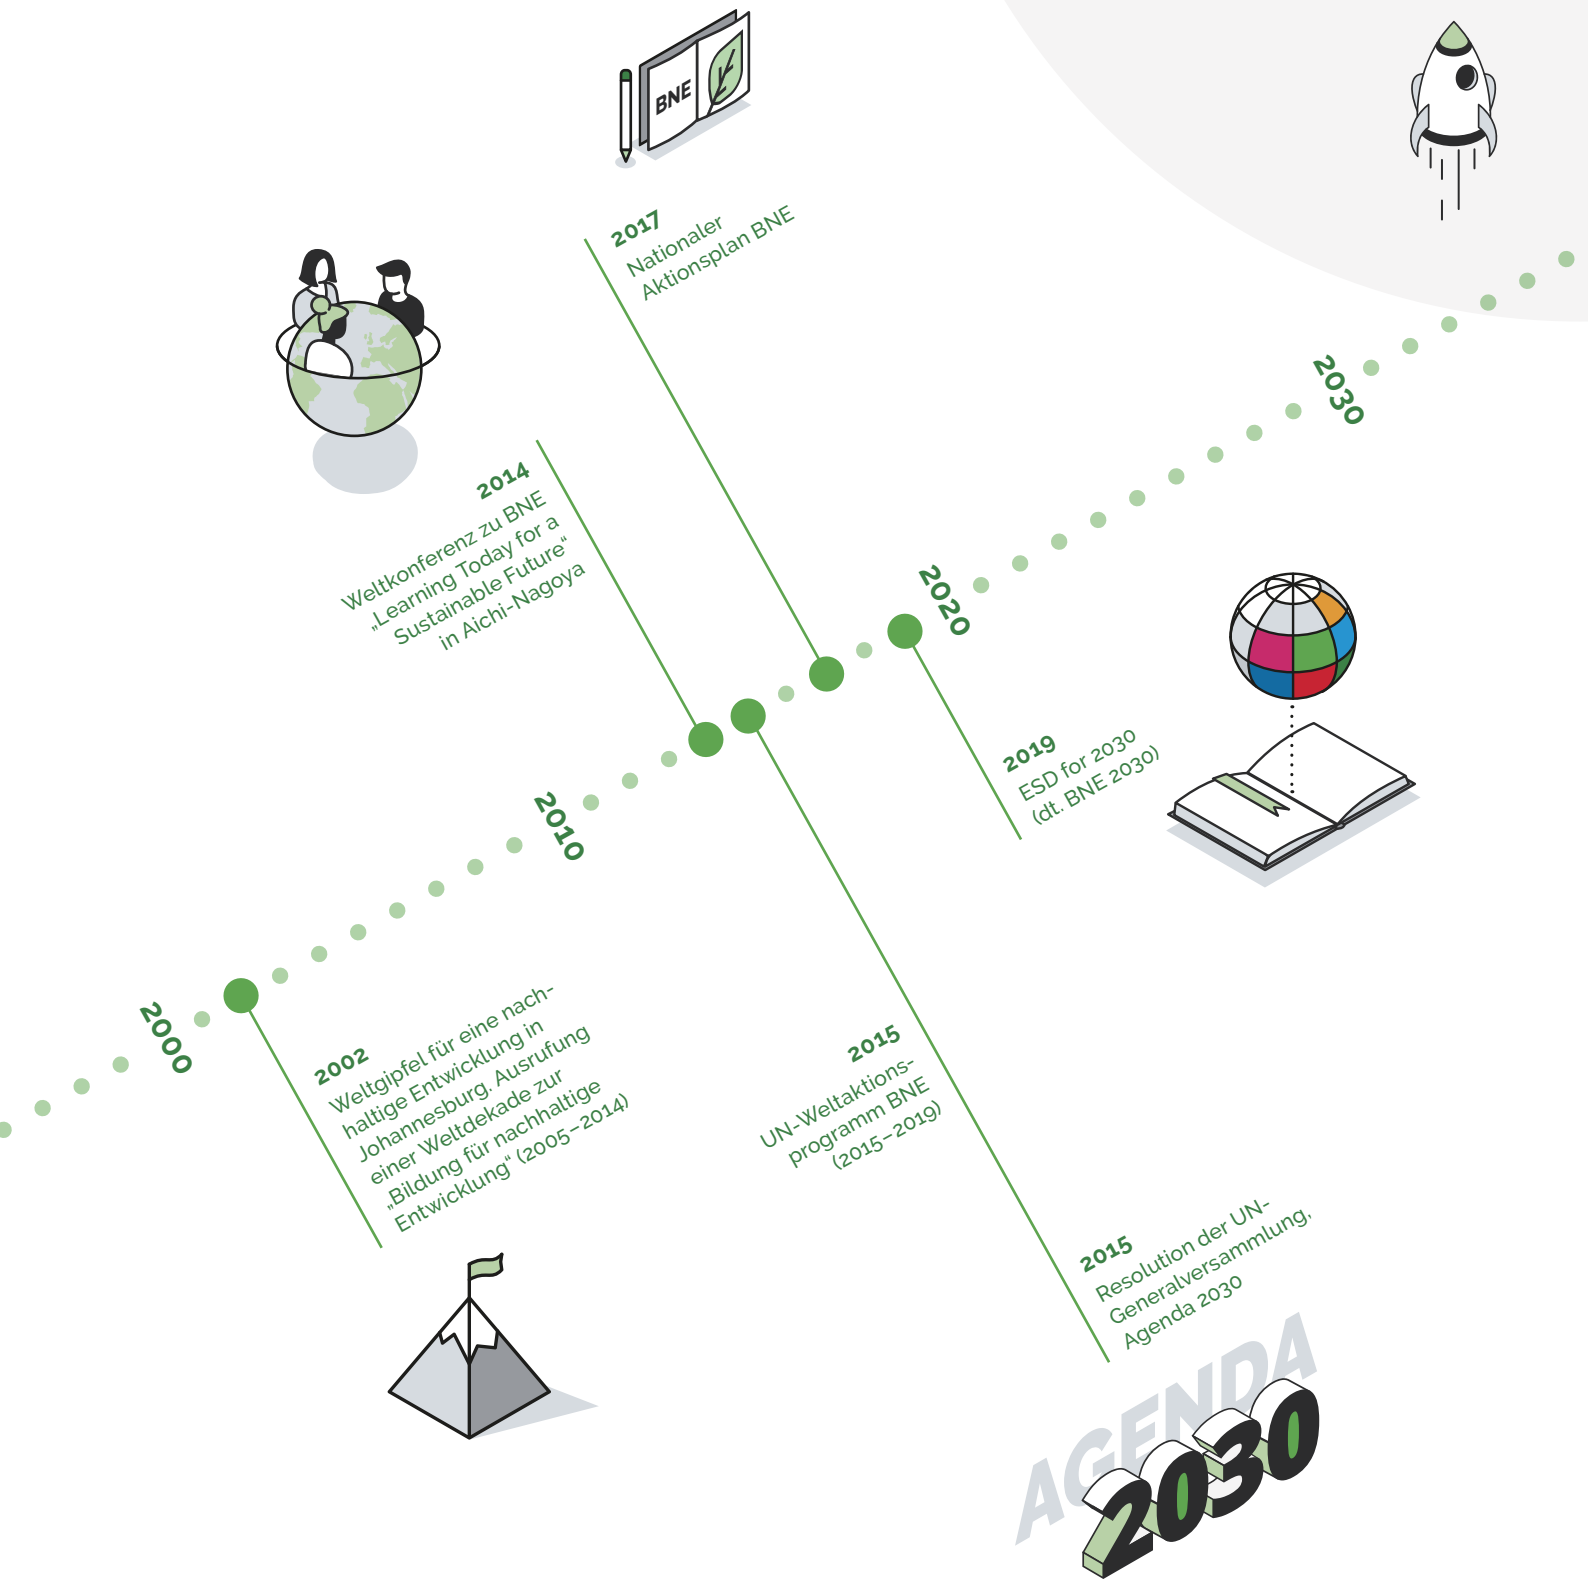 BNE
2017
Nationaler
Aktionsplan BNE
2014
Weltkonferenz zu BNE
„Learning Today for a
Sustainable Future“
in Aichi-Nagoya
2030
2020
2019
ESD for 2030
(dt. BNE 2030)
2010
2000
2002
Weltgipfel für eine nach-
haltige Entwicklung in
Johannesburg. Ausrufung
einer Weltdekade zur
„Bildung für nachhaltige
Entwicklung“ (2005–2014)
2015
UN-Weltaktions-
programm BNE
(2015–2019)
2015
Resolution der UN-
Generalversammlung,
Agenda 2030
AGENDA
2030